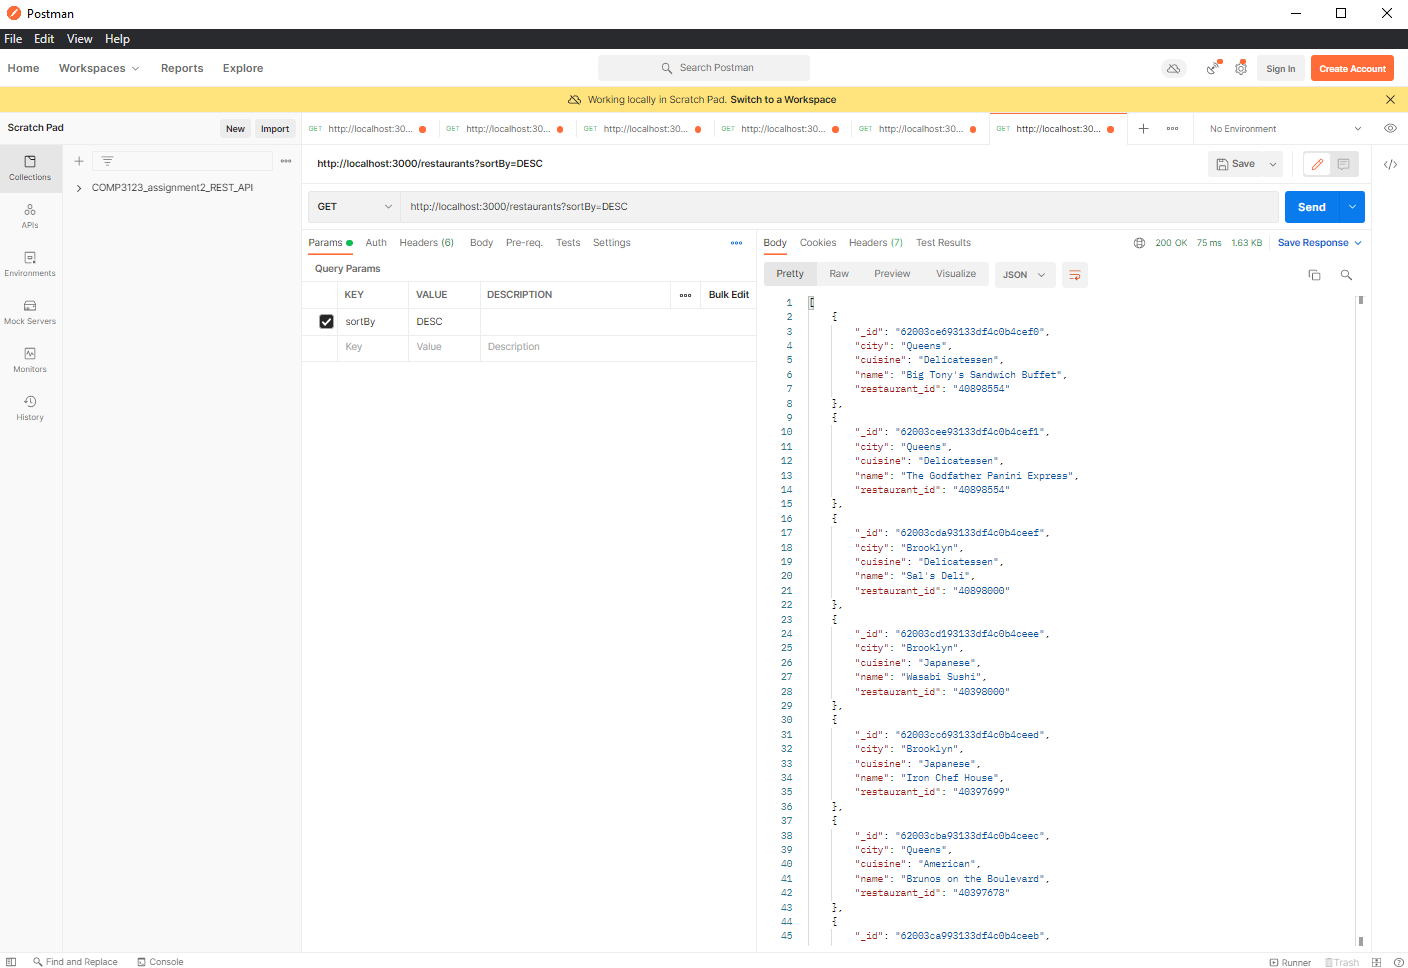 Postman
File Edit View Help
Home Workspaces Reports Explore Search Postman Sign In Create Account
Working locally in Scratch Pad. Switch to a Workspace
Scratch Pad New Import
GET http://localhost:30... GET http://localhost:30... GET http://localhost:30... GET http://localhost:30... GET http://localhost:30... GET http://localhost:30... No Environment
Collections
APIs
Environments
Mock Servers
Monitors
History
COMP3123_assignment2_REST_API
http://localhost:3000/restaurants?sortBy=DESC Save
GET http://localhost:3000/restaurants?sortBy=DESC Send
Params Auth Headers (6) Body Pre-req. Tests Settings
Query Params
KEY VALUE DESCRIPTION Bulk Edit
sortBy DESC
Key Value Description
Body Cookies Headers (7) Test Results 200 OK 75 ms 1.63 KB Save Response
Pretty Raw Preview Visualize JSON
1 [
2 {
3 "_id": "62003ce693133df4c0b4cef0",
4 "city": "Queens",
5 "cuisine": "Delicatessen",
6 "name": "Big Tony's Sandwich Buffet",
7 "restaurant_id": "40898554"
8 },
9 {
10 "_id": "62003cee93133df4c0b4cef1",
11 "city": "Queens",
12 "cuisine": "Delicatessen",
13 "name": "The Godfather Panini Express",
14 "restaurant_id": "40898554"
15 },
16 {
17 "_id": "62003cda93133df4c0b4ceef",
18 "city": "Brooklyn",
19 "cuisine": "Delicatessen",
20 "name": "Sal's Deli",
21 "restaurant_id": "40898000"
22 },
23 {
24 "_id": "62003cd193133df4c0b4ceee",
25 "city": "Brooklyn",
26 "cuisine": "Japanese",
27 "name": "Wasabi Sushi",
28 "restaurant_id": "40398000"
29 },
30 {
31 "_id": "62003cc693133df4c0b4ceed",
32 "city": "Brooklyn",
33 "cuisine": "Japanese",
34 "name": "Iron Chef House",
35 "restaurant_id": "40397699"
36 },
37 {
38 "_id": "62003cba93133df4c0b4ceec",
39 "city": "Queens",
40 "cuisine": "American",
41 "name": "Brunos on the Boulevard",
42 "restaurant_id": "40397678"
43 },
44 {
45 "_id": "62003ca993133df4c0b4ceeb",
Find and Replace Console Runner Trash